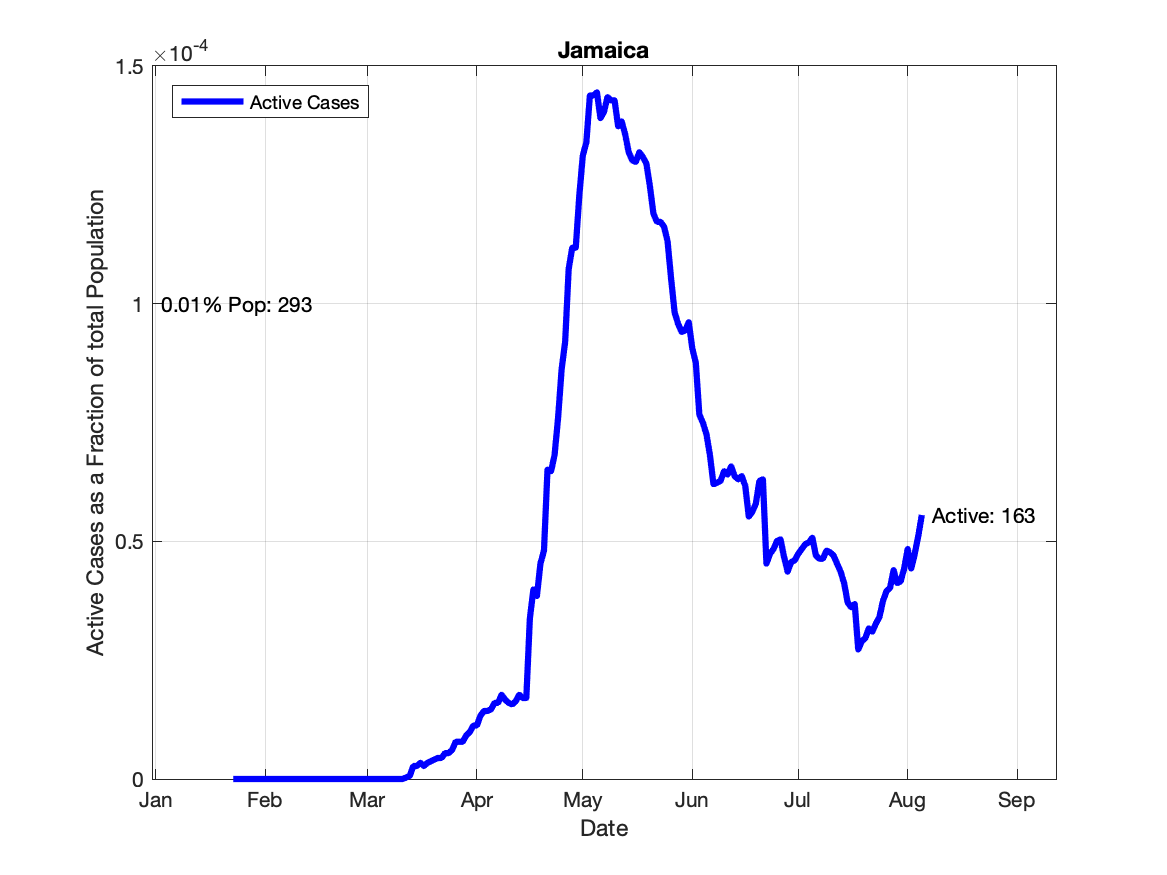 Jamaica
×10⁻⁴
1.5
Active Cases
Active Cases as a Fraction of total Population
1
0.01% Pop: 293
0.5
Active: 163
0
Jan Feb Mar Apr May Jun Jul Aug Sep
Date